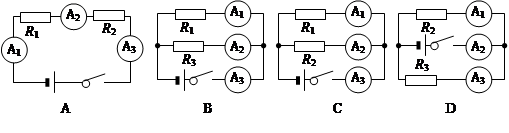 A₁ R₁ A₂ R₂ A₃ A
R₁ A₁ R₃ A₂ A₃ B
R₁ A₁ R₂ A₂ A₃ C
R₂ A₁ A₂ R₃ A₃ D